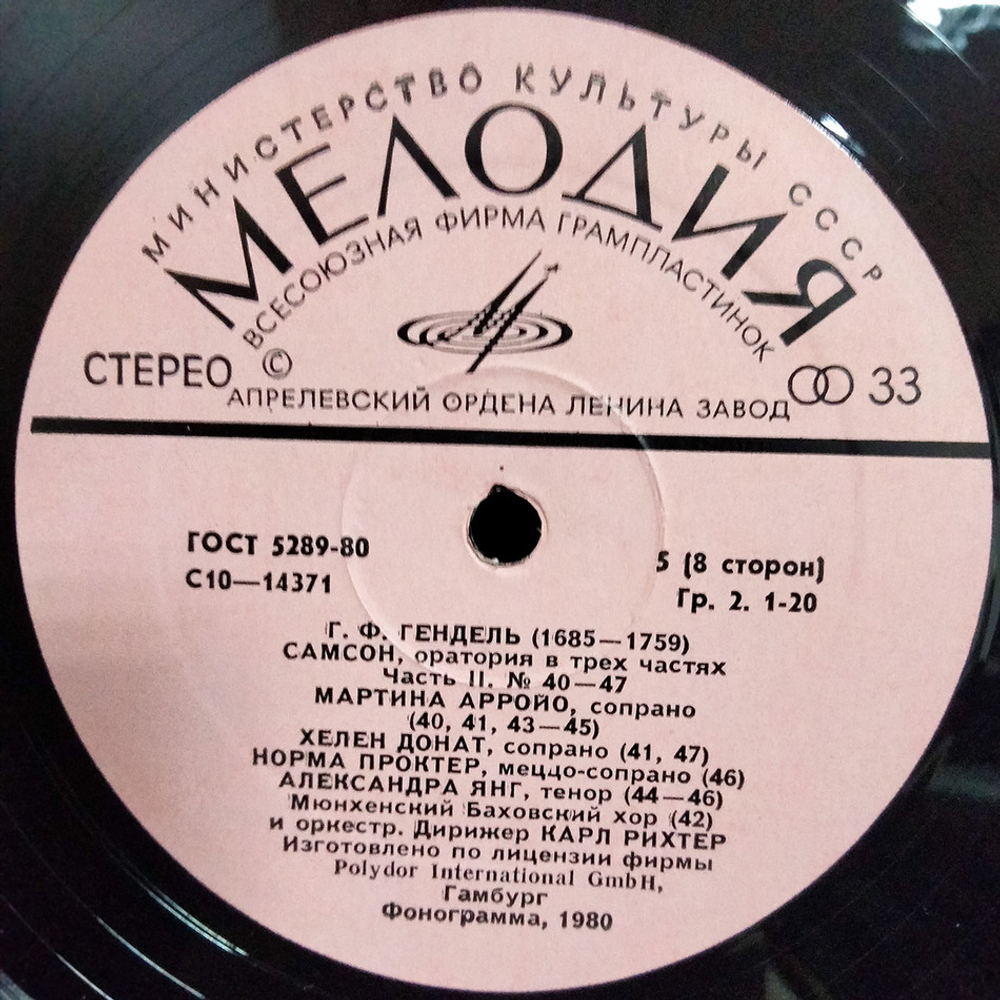 МИНИСТЕРСТВО КУЛЬТУРЫ СССР
МЕЛОДИЯ
ВСЕСОЮЗНАЯ ФИРМА ГРАМПЛАСТИНОК
СТЕРЕО © 33
АПРЕЛЕВСКИЙ ОРДЕНА ЛЕНИНА ЗАВОД
ГОСТ 5289-80
С10—14371
5 (8 сторон)
Гр. 2. 1-20
Г. Ф. ГЕНДЕЛЬ (1685—1759)
САМСОН, оратория в трех частях
Часть II. № 40—47
МАРТИНА АРРОЙО, сопрано
(40, 41, 43—45)
ХЕЛЕН ДОНАТ, сопрано (41, 47)
НОРМА ПРОКТЕР, меццо-сопрано (46)
АЛЕКСАНДРА ЯНГ, тенор (44—46)
Мюнхенский Баховский хор (42)
и оркестр. Дирижер КАРЛ РИХТЕР
Изготовлено по лицензии фирмы
Polydor International GmbH,
Гамбург
Фонограмма, 1980